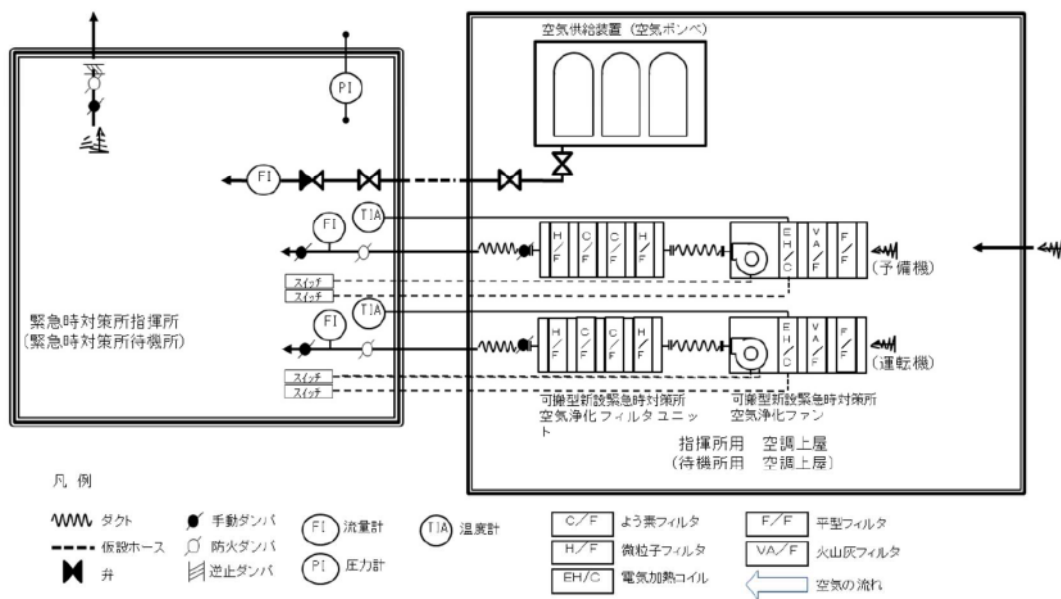 空気供給装置 (空気ボンベ)
PI
FI
TIA
FI
H/F
C/F
C/F
H/F
EH/C
VA/F
F/F
(予備機)
スイッチ
スイッチ
TIA
FI
緊急時対策所指揮所
(緊急時対策所待機所)
H/F
C/F
C/F
H/F
EH/C
VA/F
F/F
(運転機)
スイッチ
スイッチ
可搬型新設緊急時対策所
空気浄化フィルタユニッ
ト
可搬型新設緊急時対策所
空気浄化ファン
指揮所用 空調上屋
(待機所用 空調上屋)
凡 例
ダクト
手動ダンパ
FI 流量計
TIA 温度計
C/F よう素フィルタ
F/F 平型フィルタ
仮設ホース
防火ダンパ
H/F 微粒子フィルタ
VA/F 火山灰フィルタ
弁
逆止ダンパ
PI 圧力計
EH/C 電気加熱コイル
空気の流れ